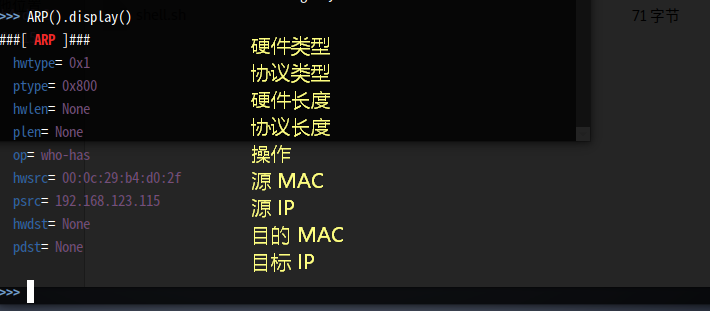 >>> ARP().display()
shell.sh
71 字节
###[ ARP ]###
hwtype= 0x1
硬件类型
ptype= 0x800
协议类型
hwlen= None
硬件长度
plen= None
协议长度
op= who-has
操作
hwsrc= 00:0c:29:b4:d0:2f
源 MAC
psrc= 192.168.123.115
源 IP
hwdst= None
目的 MAC
pdst= None
目标 IP
>>>